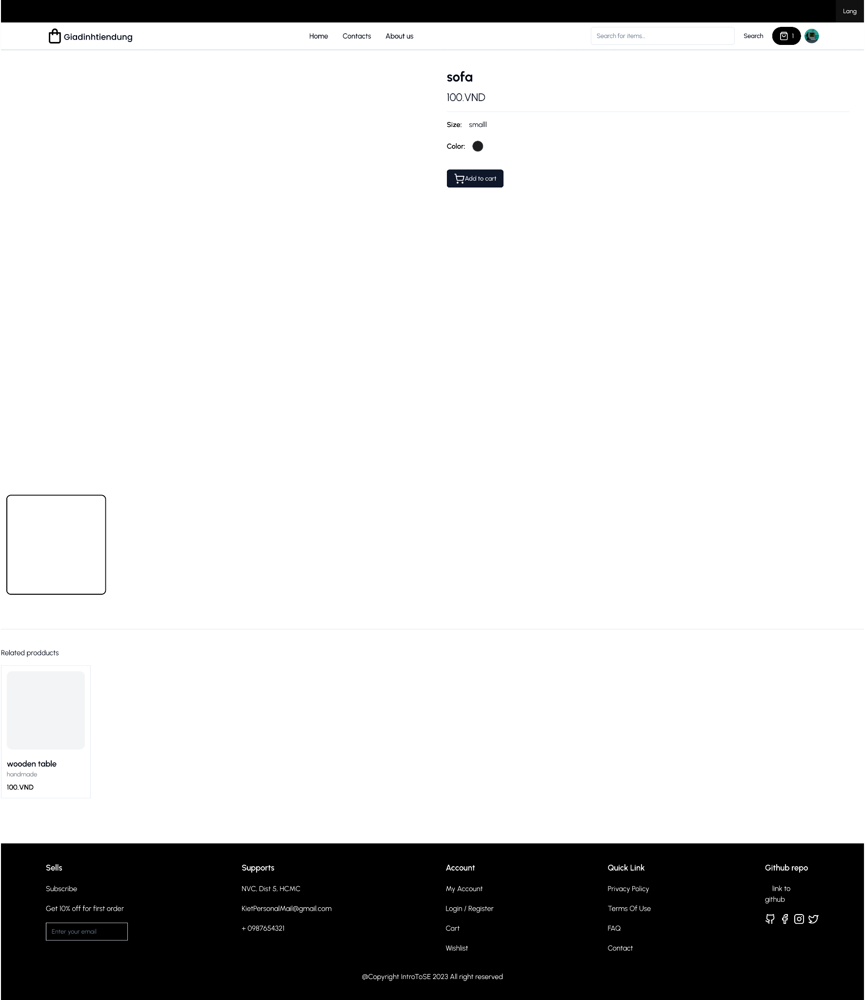 Lang
Giadinhtiendung
Home
Contacts
About us
Search for items...
Search
1
sofa
100.VND
Size: smalll
Color:
Add to cart
Related prodducts
wooden table
handmade
100.VND
Sells
Subscribe
Get 10% off for first order
Enter your email
Supports
NVC, Dist 5, HCMC
KietPersonalMail@gmail.com
+ 0987654321
Account
My Account
Login / Register
Cart
Wishlist
Quick Link
Privacy Policy
Terms Of Use
FAQ
Contact
Github repo
link to
github
@Copyright IntroToSE 2023 All right reserved